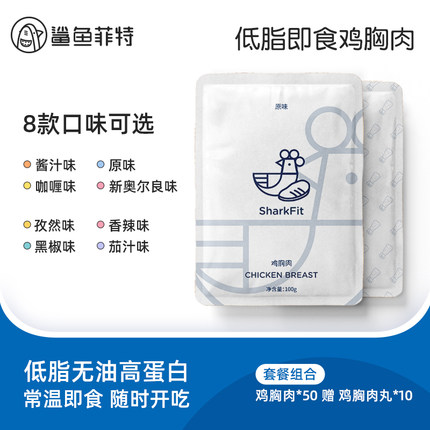 鲨鱼菲特
低脂即食鸡胸肉
8款口味可选
酱汁味
原味
咖喱味
新奥尔良味
孜然味
香辣味
黑椒味
茄汁味
原味
SharkFit
鸡胸肉
CHICKEN BREAST
净含量:100g
低脂无油高蛋白
常温即食 随时开吃
套餐组合
鸡胸肉*50 赠 鸡胸肉丸*10